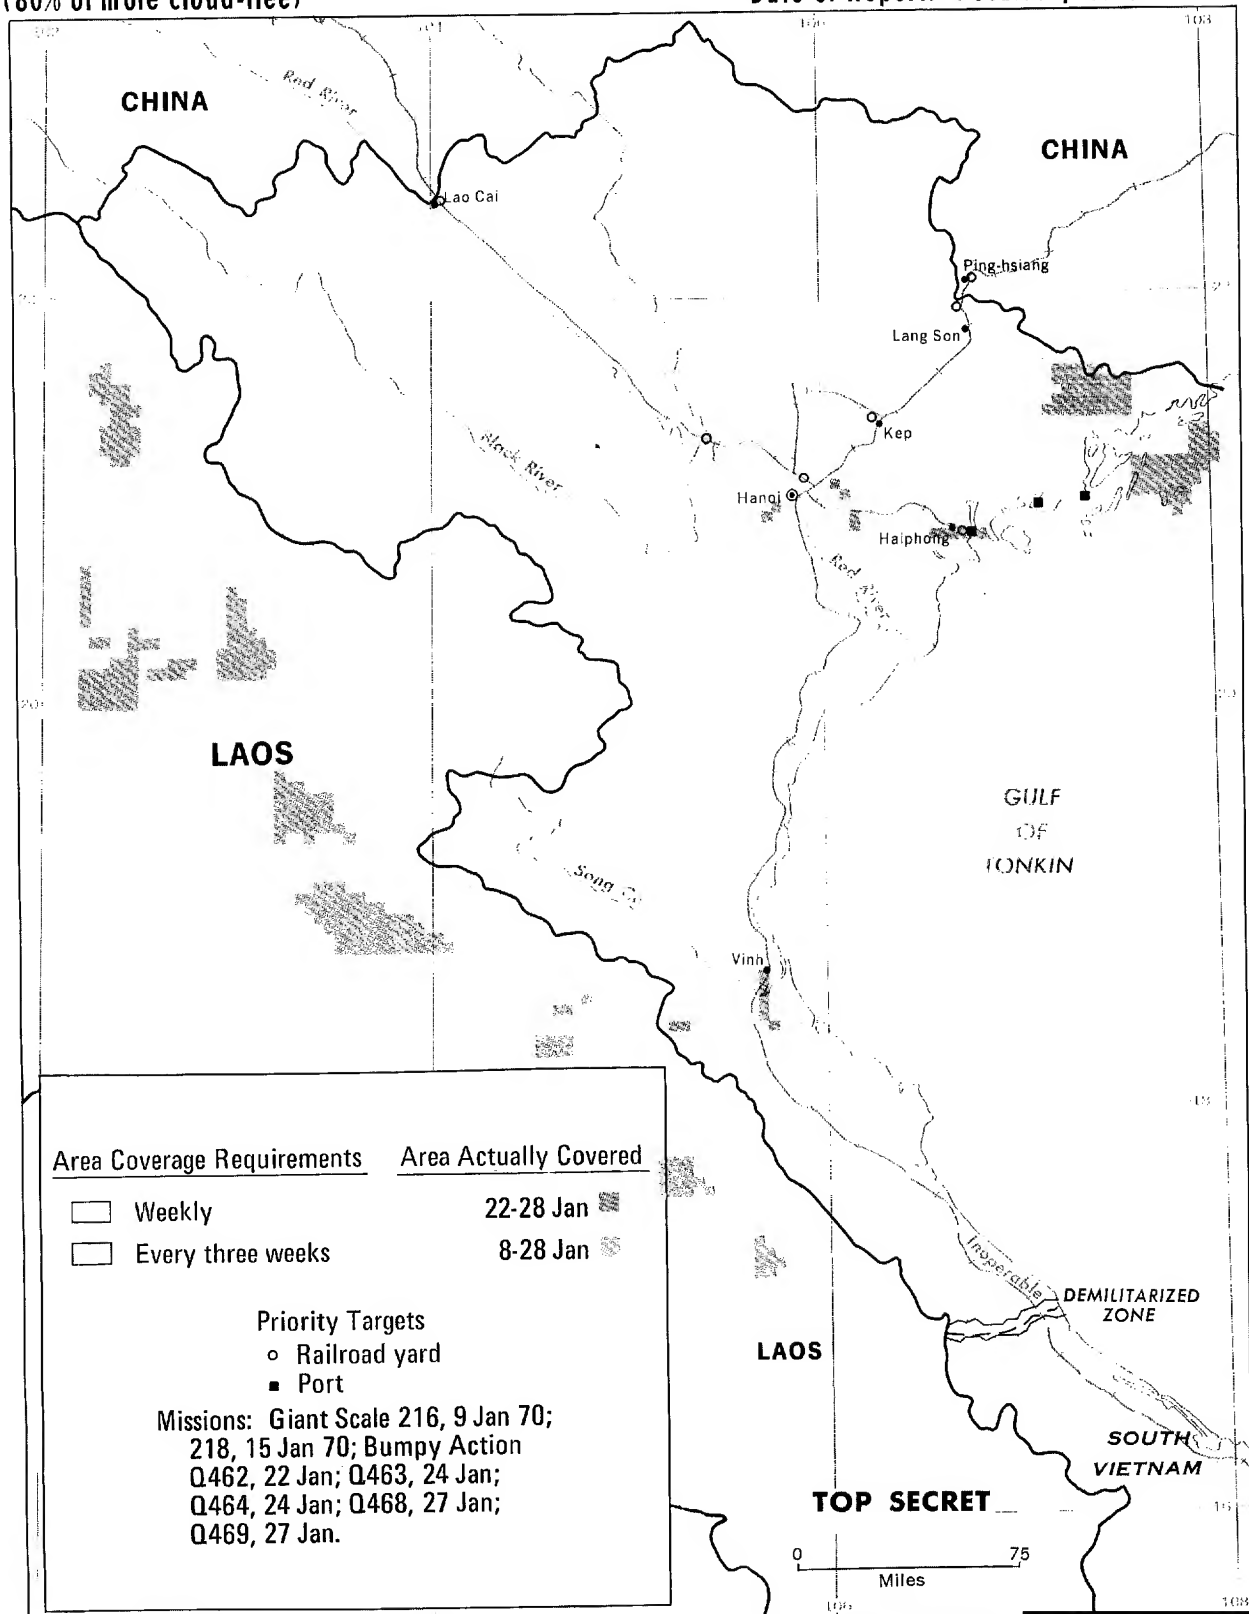 (80% or more cloud-free)
CHINA
Red River
CHINA
Lao Cai
Ping-hsiang
Lang Son
Kep
Black River
Hanoi
Haiphong
Red River
LAOS
GULF
OF
TONKIN
Song Ca
Vinh
Area Coverage Requirements
Area Actually Covered
Weekly
22-28 Jan
Every three weeks
8-28 Jan
Priority Targets
Railroad yard
Port
Missions: Giant Scale 216, 9 Jan 70;
218, 15 Jan 70; Bumpy Action
Q462, 22 Jan; Q463, 24 Jan;
Q464, 24 Jan; Q468, 27 Jan;
Q469, 27 Jan.
Inoperable
DEMILITARIZED
ZONE
LAOS
SOUTH
VIETNAM
TOP SECRET
0 75
Miles
106
108